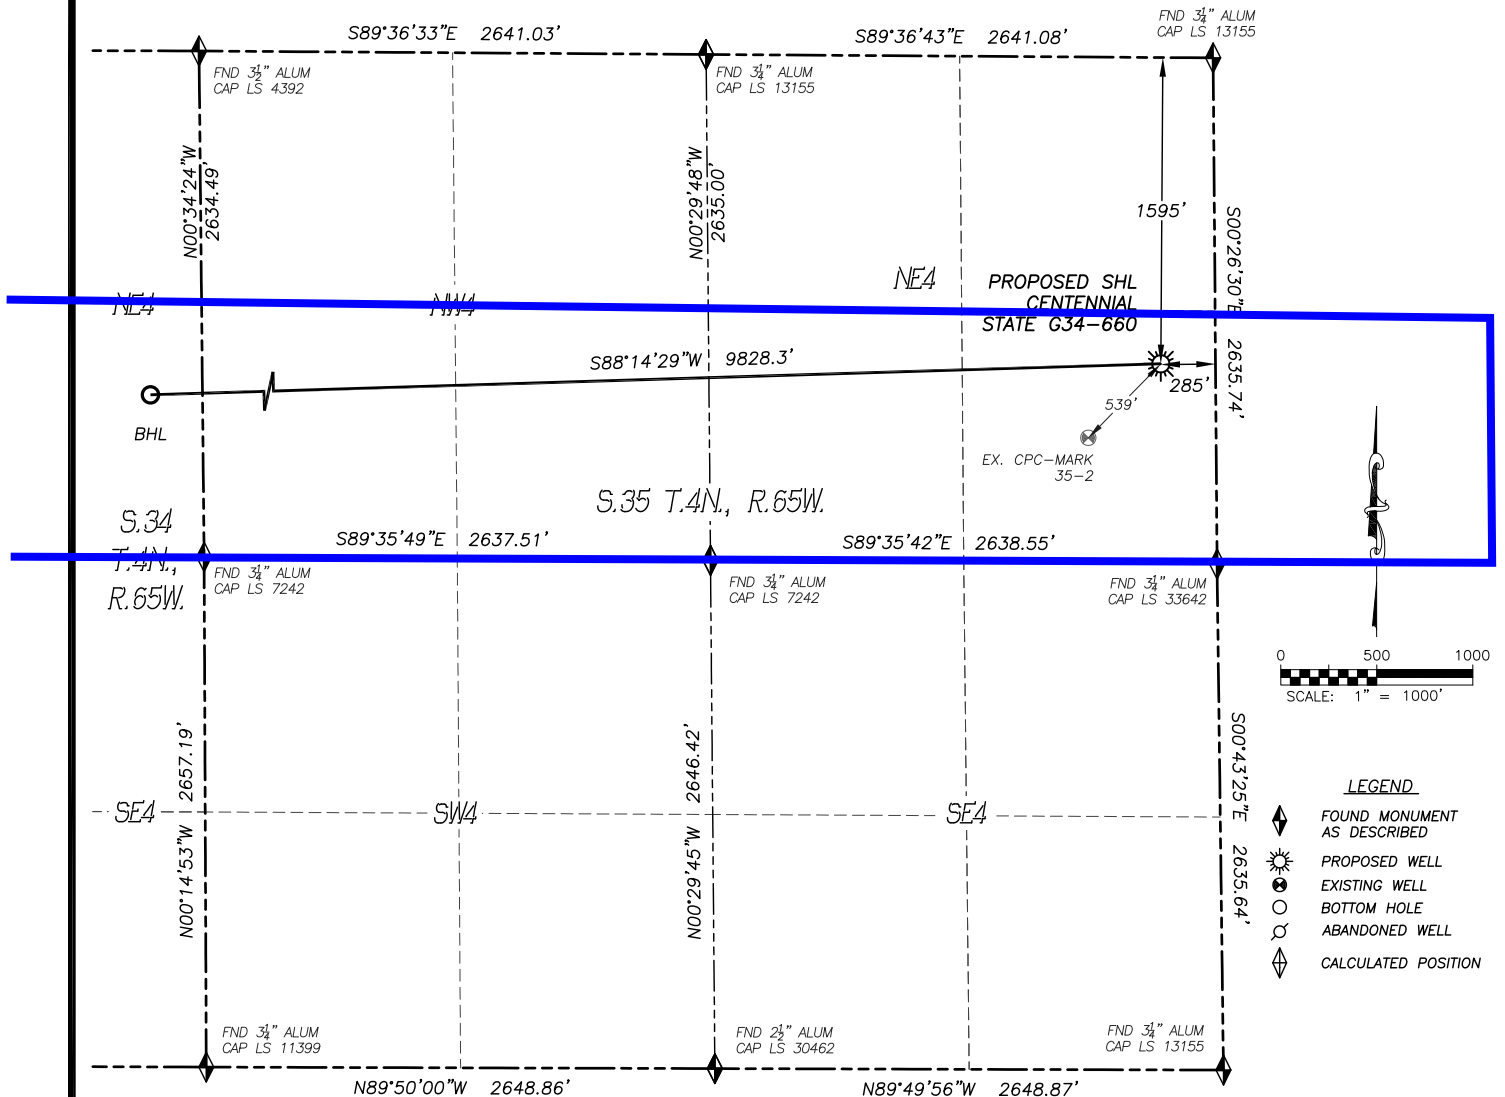 S89°36'33"E 2641.03'
S89°36'43"E 2641.08'
FND 3¼" ALUM
CAP LS 13155
FND 3½" ALUM
CAP LS 4392
FND 3¼" ALUM
CAP LS 13155
N00°34'24"W
2634.49'
N00°29'48"W
2635.00'
1595'
S00°26'30"E 2635.74'
NE4
NW4
NE4
PROPOSED SHL
CENTENNIAL
STATE G34-660
S88°14'29"W 9828.3'
285'
539'
BHL
EX. CPC-MARK
35-2
S.35 T.4N., R.65W.
S.34
T.4N.,
R.65W.
S89°35'49"E 2637.51'
S89°35'42"E 2638.55'
FND 3¼" ALUM
CAP LS 7242
FND 3¼" ALUM
CAP LS 7242
FND 3¼" ALUM
CAP LS 33642
0 500 1000
SCALE: 1" = 1000'
N00°14'53"W 2657.19'
N00°29'45"W 2646.42'
S00°43'25"E 2635.64'
SE4
SW4
SE4
LEGEND
FOUND MONUMENT
AS DESCRIBED
PROPOSED WELL
EXISTING WELL
BOTTOM HOLE
ABANDONED WELL
CALCULATED POSITION
FND 3¼" ALUM
CAP LS 11399
FND 2½" ALUM
CAP LS 30462
FND 3¼" ALUM
CAP LS 13155
N89°50'00"W 2648.86'
N89°49'56"W 2648.87'